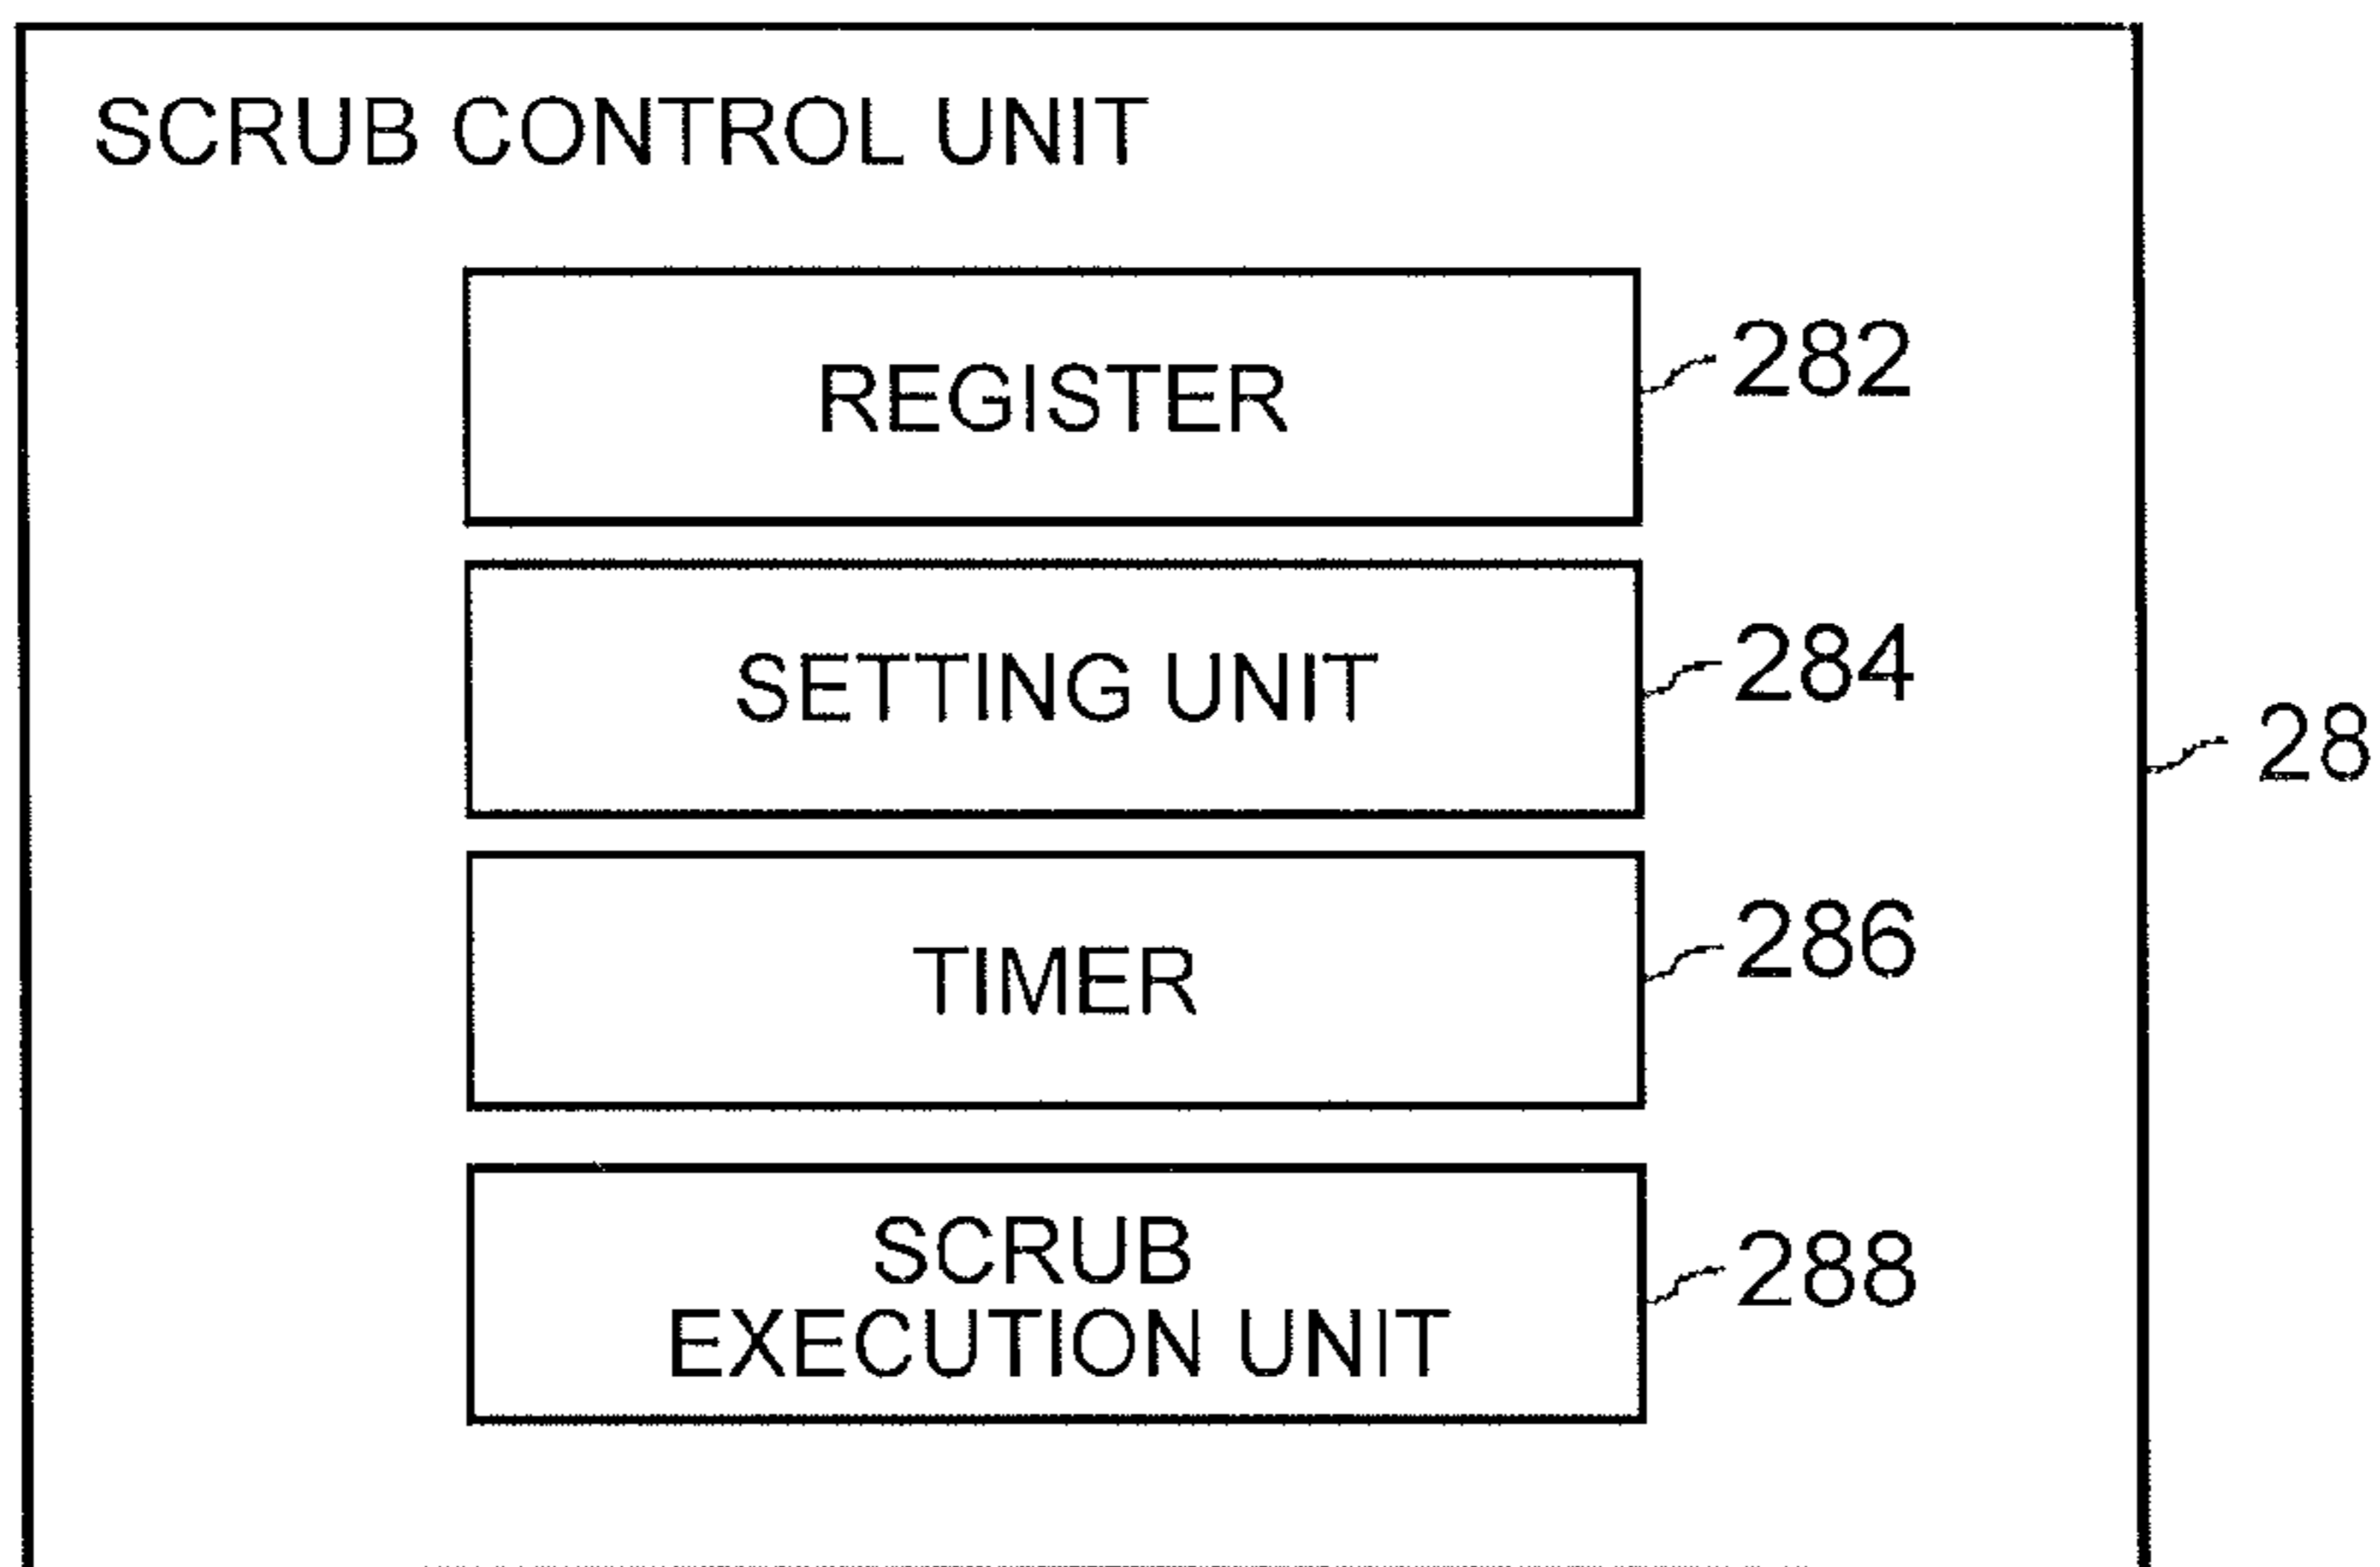 SCRUB CONTROL UNIT
REGISTER
282
SETTING UNIT
284
28
TIMER
286
SCRUB
EXECUTION UNIT
288